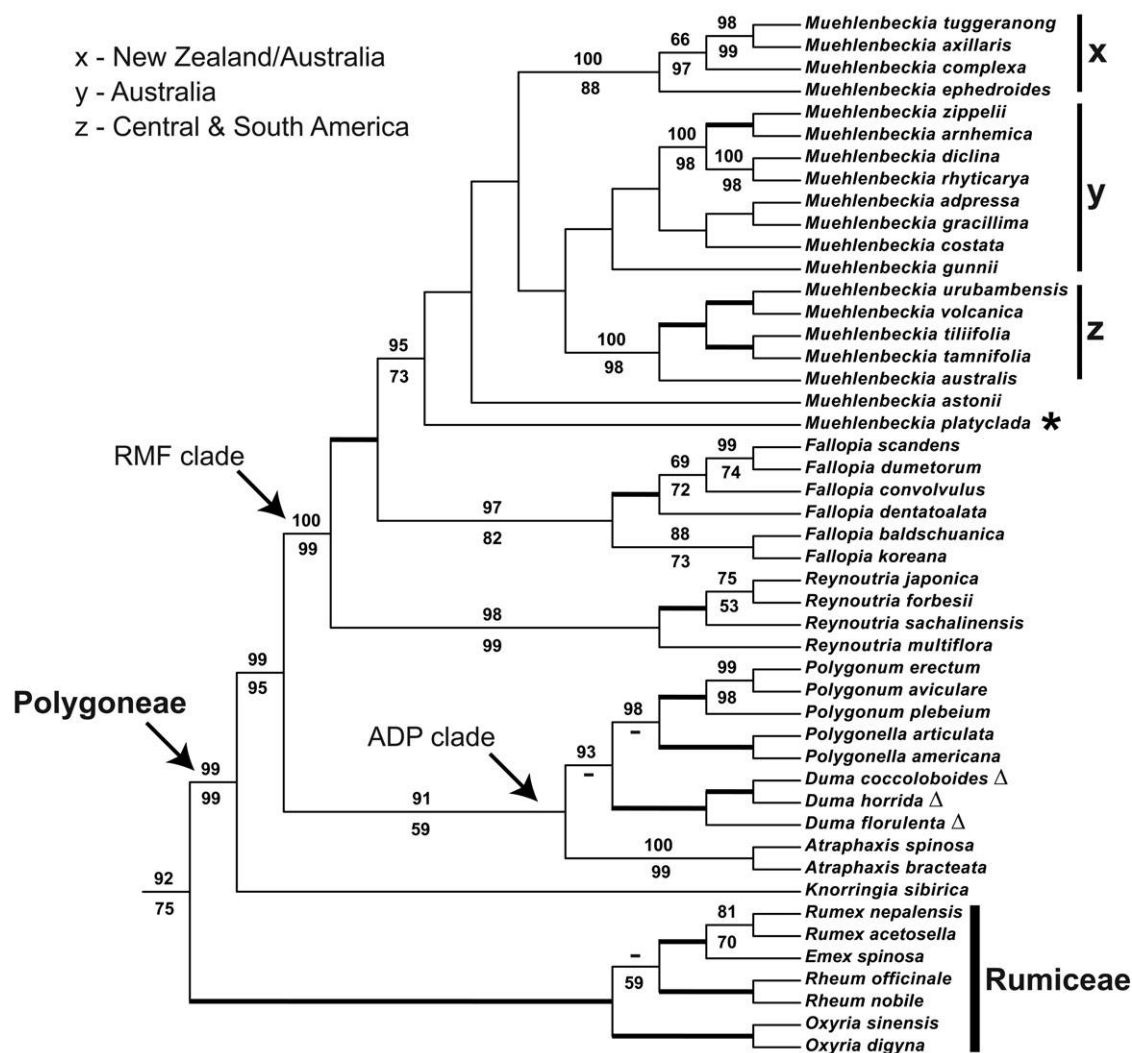 x - New Zealand/Australia
y - Australia
z - Central & South America
98
99
66
97
100
88
100
98
100
98
100
98
95
73
RMF clade
100
99
99
74
69
72
97
82
88
73
75
53
98
99
99
95
Polygoneae
99
99
ADP clade
99
98
98
–
93
–
91
59
100
99
92
75
81
70
–
59
Muehlenbeckia tuggeranong
Muehlenbeckia axillaris
Muehlenbeckia complexa
Muehlenbeckia ephedroides
x
Muehlenbeckia zippelii
Muehlenbeckia arnhemica
Muehlenbeckia diclina
Muehlenbeckia rhyticarya
Muehlenbeckia adpressa
Muehlenbeckia gracillima
Muehlenbeckia costata
Muehlenbeckia gunnii
y
Muehlenbeckia urubambensis
Muehlenbeckia volcanica
Muehlenbeckia tiliifolia
Muehlenbeckia tamnifolia
Muehlenbeckia australis
z
Muehlenbeckia astonii
Muehlenbeckia platyclada *
Fallopia scandens
Fallopia dumetorum
Fallopia convolvulus
Fallopia dentatoalata
Fallopia baldschuanica
Fallopia koreana
Reynoutria japonica
Reynoutria forbesii
Reynoutria sachalinensis
Reynoutria multiflora
Polygonum erectum
Polygonum aviculare
Polygonum plebeium
Polygonella articulata
Polygonella americana
Duma coccoloboides Δ
Duma horrida Δ
Duma florulenta Δ
Atraphaxis spinosa
Atraphaxis bracteata
Knorringia sibirica
Rumex nepalensis
Rumex acetosella
Emex spinosa
Rheum officinale
Rheum nobile
Oxyria sinensis
Oxyria digyna
Rumiceae